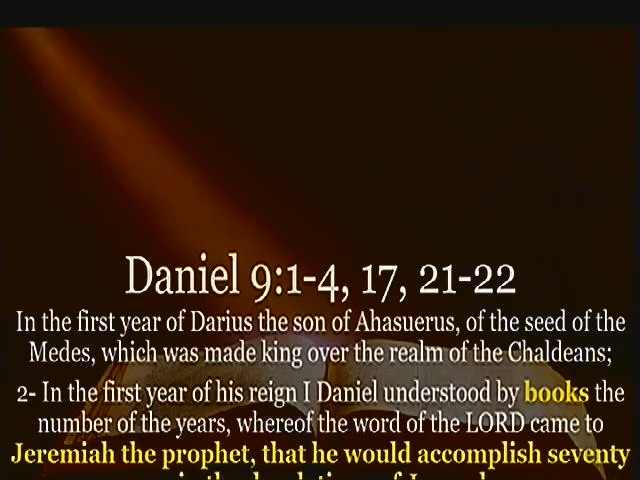 Daniel 9:1-4, 17, 21-22
In the first year of Darius the son of Ahasuerus, of the seed of the
Medes, which was made king over the realm of the Chaldeans;
2- In the first year of his reign I Daniel understood by books the
number of the years, whereof the word of the LORD came to
Jeremiah the prophet, that he would accomplish seventy